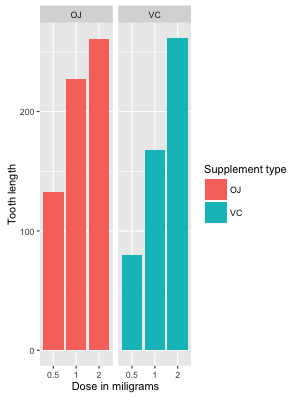 OJ
VC
Tooth length
200
100
0
0.5
1
2
0.5
1
2
Dose in miligrams
Supplement type
OJ
VC